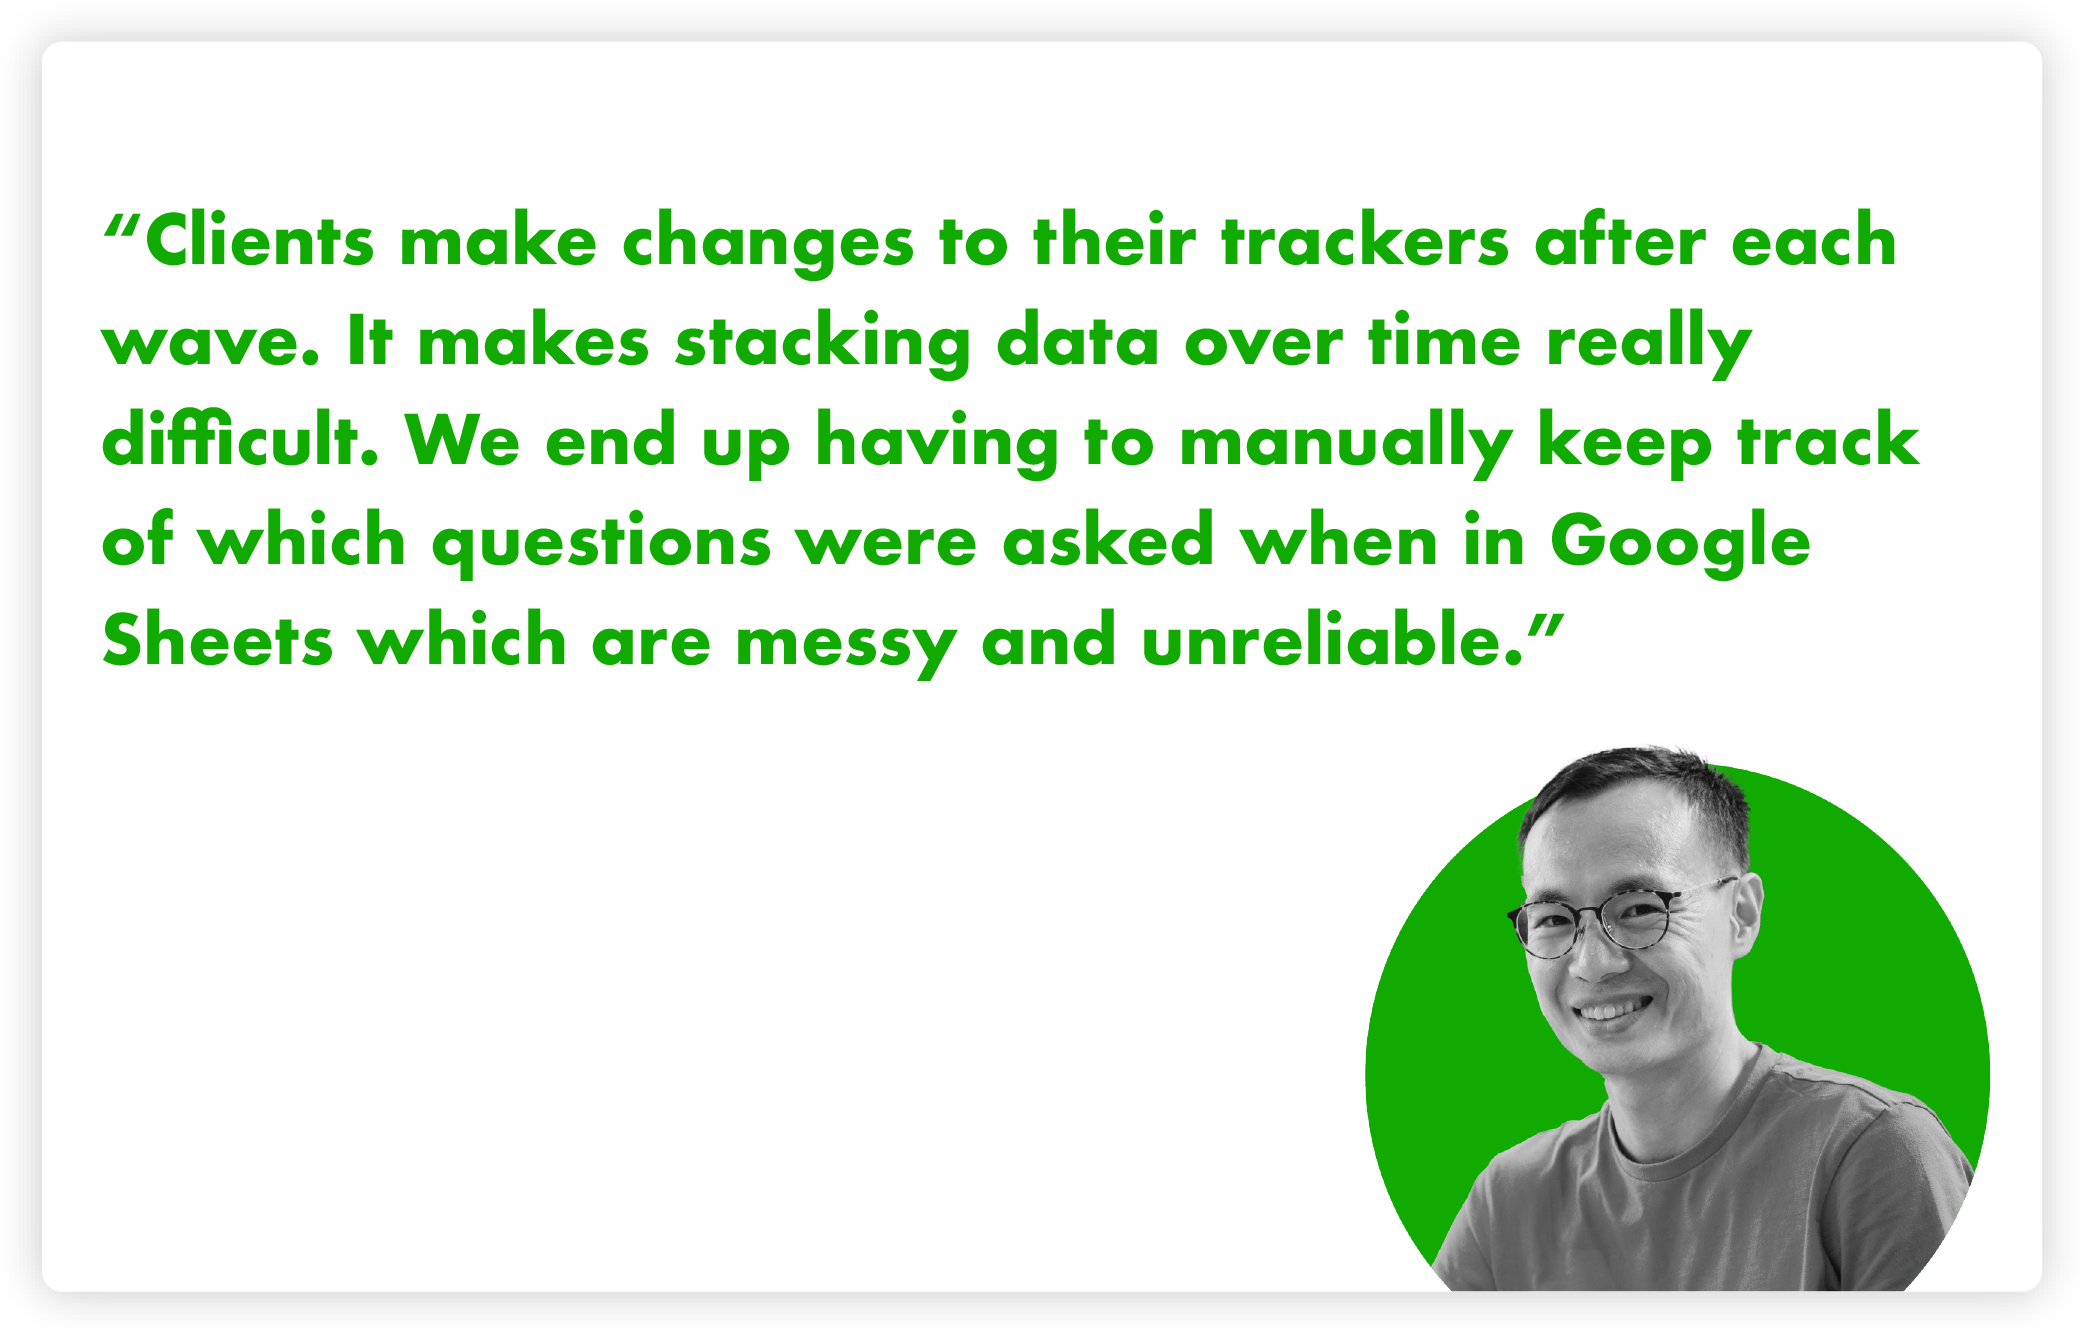 “Clients make changes to their trackers after each
wave. It makes stacking data over time really
difficult. We end up having to manually keep track
of which questions were asked when in Google
Sheets which are messy and unreliable.”